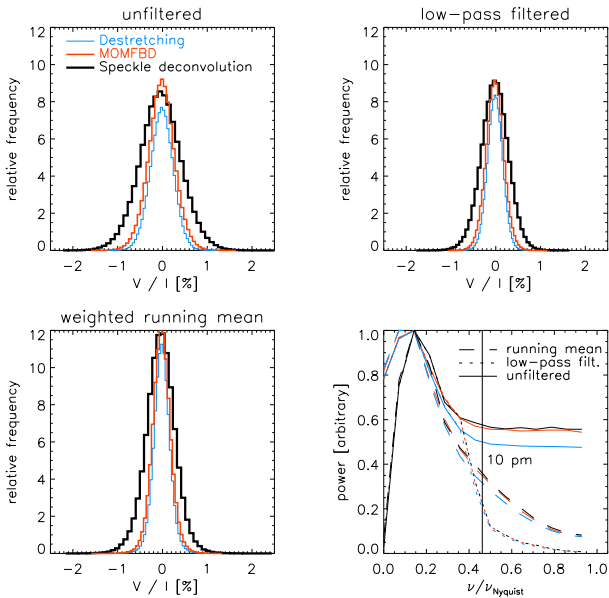 unfiltered
12
10
8
6
4
2
0
relative frequency
Destretching
MOMFBD
Speckle deconvolution
-2 -1 0 1 2
V / I [%]
low-pass filtered
12
10
8
6
4
2
0
relative frequency
-2 -1 0 1 2
V / I [%]
weighted running mean
12
10
8
6
4
2
0
relative frequency
-2 -1 0 1 2
V / I [%]
1.0
0.8
0.6
0.4
0.2
0.0
power [arbitrary]
running mean
low-pass filt.
unfiltered
10 pm
0.0 0.2 0.4 0.6 0.8 1.0
ν/νNyquist